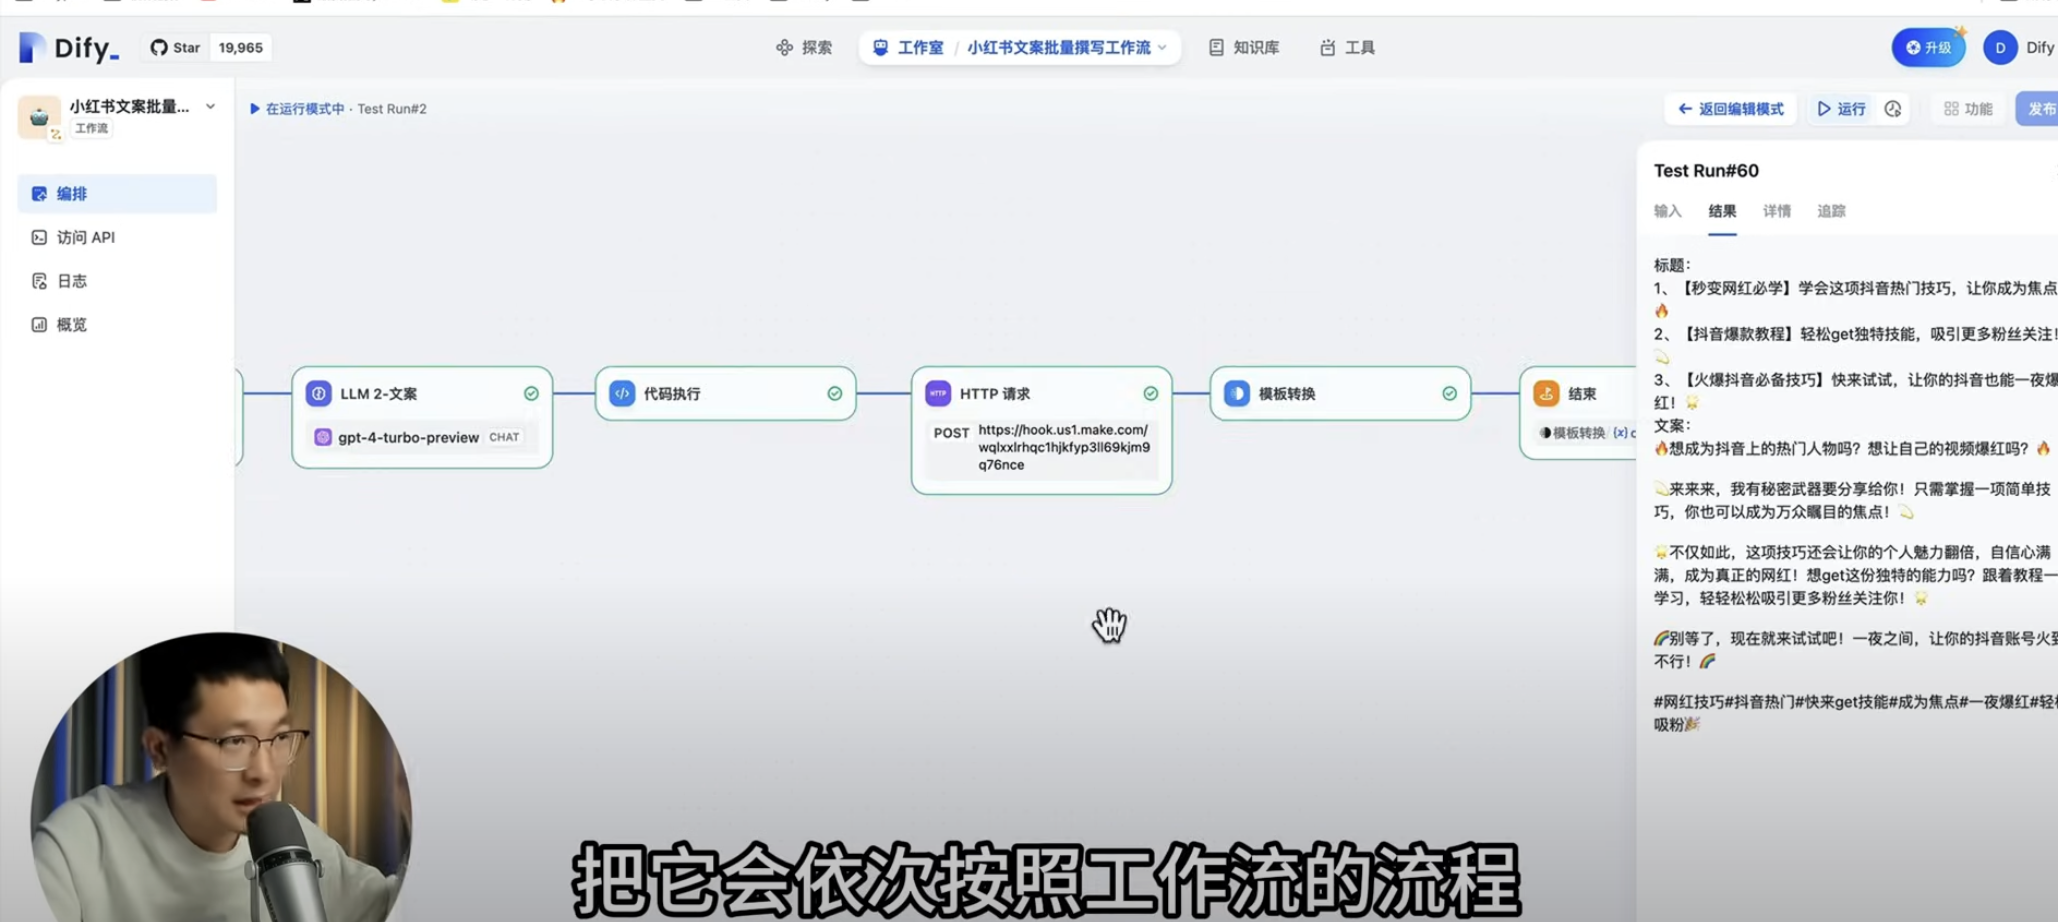 Dify_
Star 19,965
探索
工作室 / 小红书文案批量撰写工作流
知识库
工具
升级
D Dify
小红书文案批量...
工作流
在运行模式中 · Test Run#2
返回编辑模式
运行
功能
发布
编排
访问 API
日志
概览
LLM 2-文案
gpt-4-turbo-preview CHAT
代码执行
HTTP 请求
POST https://hook.us1.make.com/
wqlxxlrhqc1hjkfyp3ll69kjm9
q76nce
模板转换
结束
模板转换 {x}
Test Run#60
输入 结果 详情 追踪
标题:
1、【秒变网红必学】学会这项抖音热门技巧，让你成为焦点
🔥
2、【抖音爆款教程】轻松get独特技能，吸引更多粉丝关注！
💫
3、【火爆抖音必备技巧】快来试试，让你的抖音也能一夜爆
红！🌟
文案:
🔥想成为抖音上的热门人物吗？想让自己的视频爆红吗？🔥
💫来来来，我有秘密武器要分享给你！只需掌握一项简单技
巧，你也可以成为万众瞩目的焦点！💫
🌟不仅如此，这项技巧还会让你的个人魅力翻倍，自信心满
满，成为真正的网红！想get这份独特的能力吗？跟着教程一
学习，轻轻松松吸引更多粉丝关注你！🌟
🌈别等了，现在就来试试吧！一夜之间，让你的抖音账号火到
不行！🌈
#网红技巧#抖音热门#快来get技能#成为焦点#一夜爆红#轻松
吸粉🎉
把它会依次按照工作流的流程